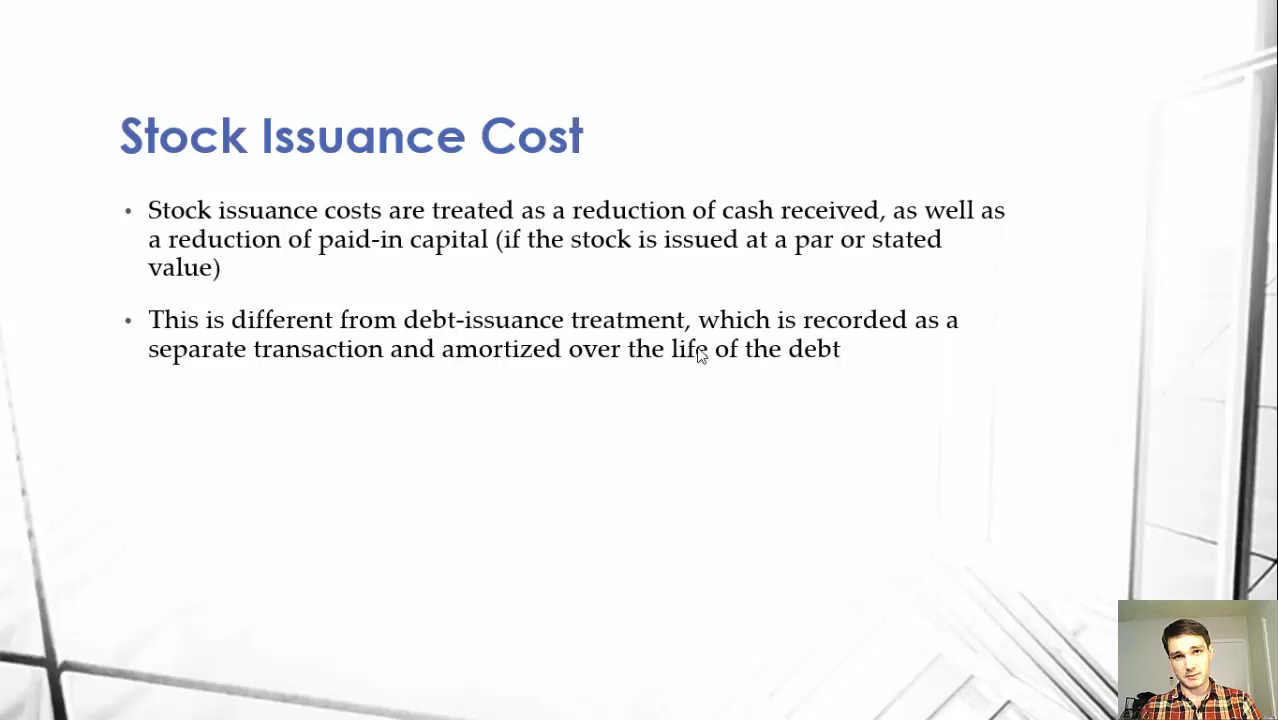 Stock Issuance Cost
• Stock issuance costs are treated as a reduction of cash received, as well as
a reduction of paid-in capital (if the stock is issued at a par or stated
value)
• This is different from debt-issuance treatment, which is recorded as a
separate transaction and amortized over the life of the debt